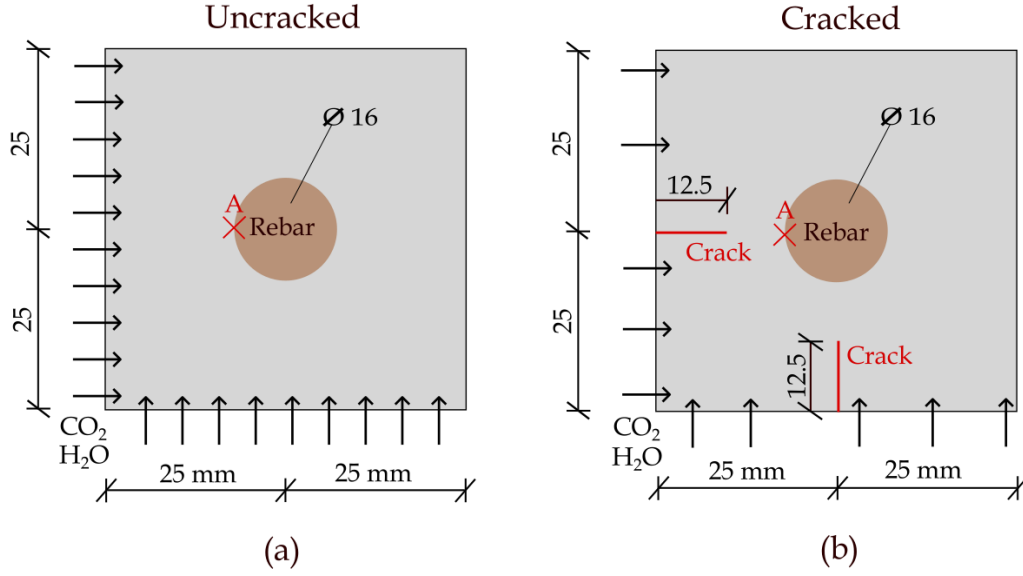 Uncracked
25
25
Ø 16
A
Rebar
CO₂
H₂O
25 mm
25 mm
(a)
Cracked
25
25
Ø 16
12.5
A
Rebar
Crack
Crack
12.5
CO₂
H₂O
25 mm
25 mm
(b)